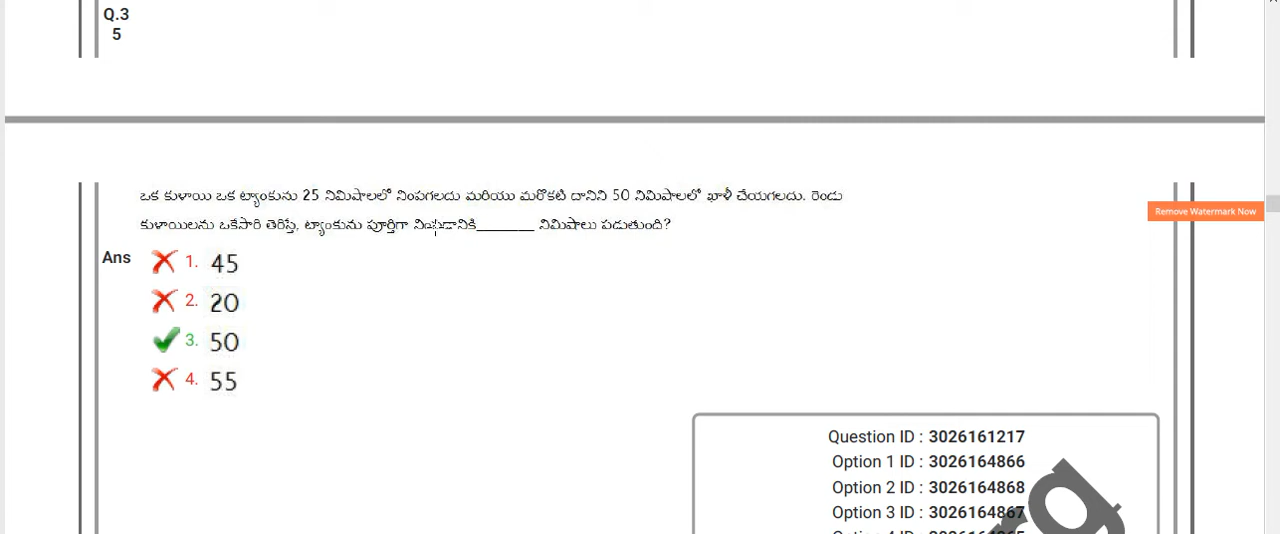 Q.3
5
ఒక కుళాయి ఒక ట్యాంకును 25 నిమిషాలలో నింపగలదు మరియు మరొకటి దానిని 50 నిమిషాలలో ఖాళీ చేయగలదు. రెండు
కుళాయిలను ఒకేసారి తెరిస్తే, ట్యాంకును పూర్తిగా నింపడానికి_______ నిమిషాలు పడుతుంది?
Remove Watermark Now
Ans
1. 45
2. 20
3. 50
4. 55
Question ID : 3026161217
Option 1 ID : 3026164866
Option 2 ID : 3026164868
Option 3 ID : 3026164867